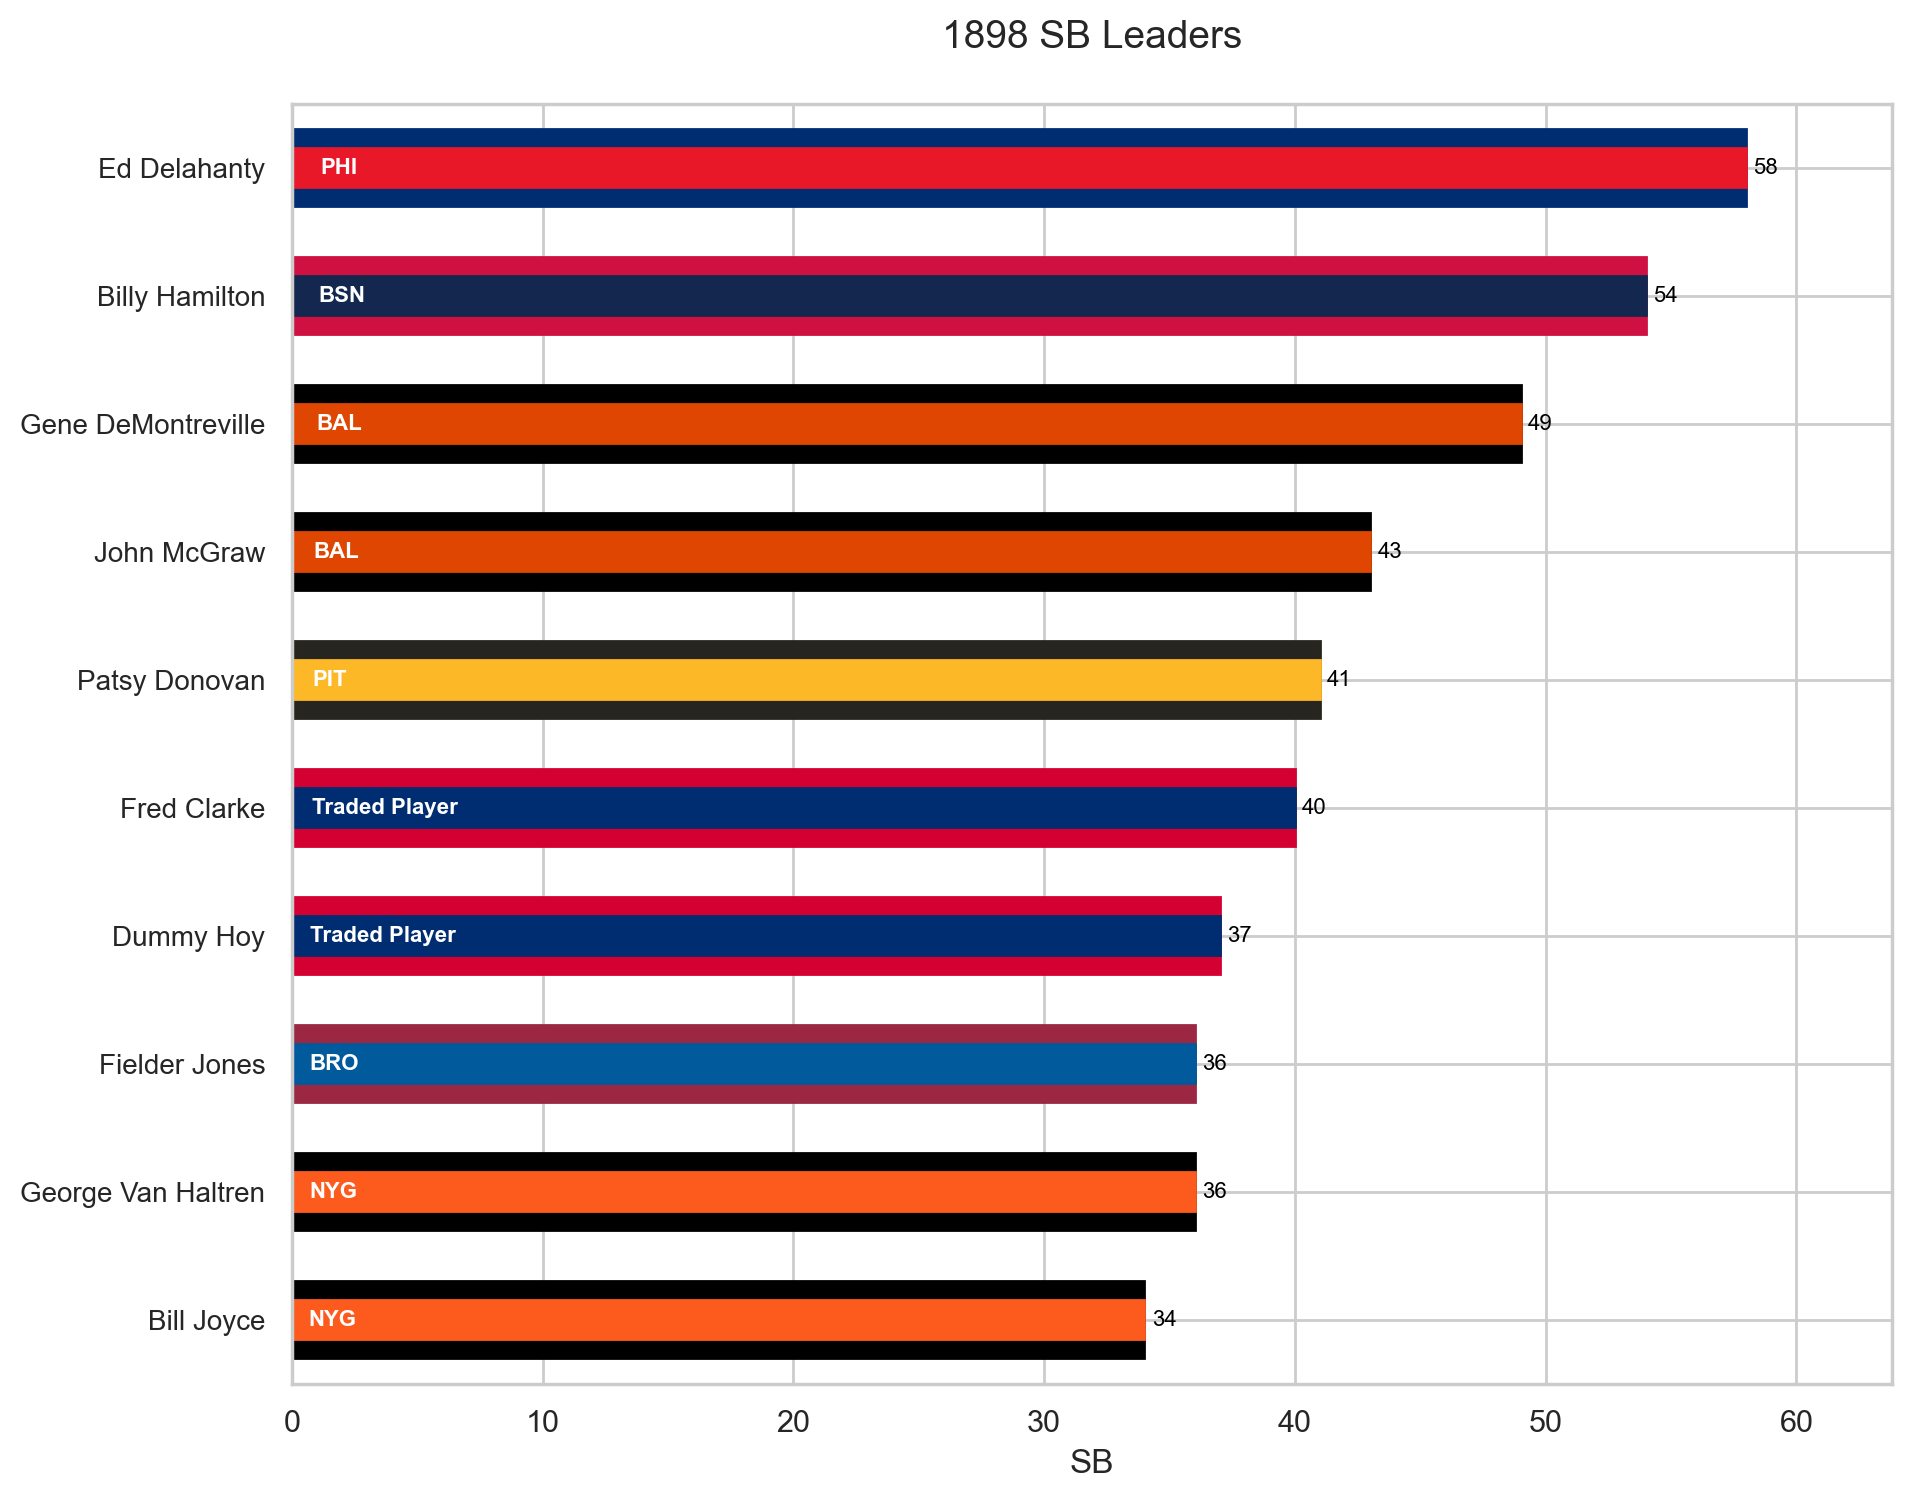 1898 SB Leaders
Ed Delahanty PHI 58
Billy Hamilton BSN 54
Gene DeMontreville BAL 49
John McGraw BAL 43
Patsy Donovan PIT 41
Fred Clarke Traded Player 40
Dummy Hoy Traded Player 37
Fielder Jones BRO 36
George Van Haltren NYG 36
Bill Joyce NYG 34
0 10 20 30 40 50 60
SB